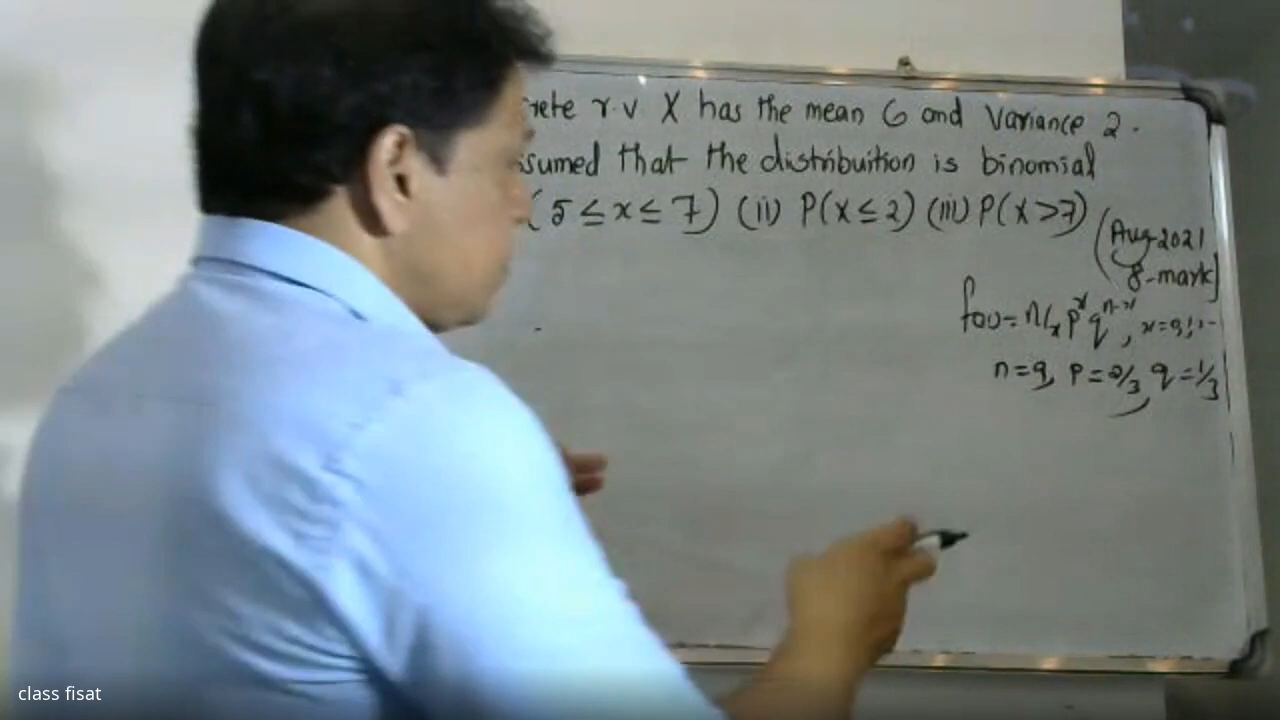 rete r.v X has the mean 6 and Variance 2.
sumed that the distribuition is binomial
( 5 ≤ x ≤ 7) (ii) P(X ≤ 2) (iii) P(X > 7)
(Aug-2021
8-mark]
f(x) = nCx p^x q^n-x, x=0,1,
n=9, p=2/3, q=1/3
class fisat